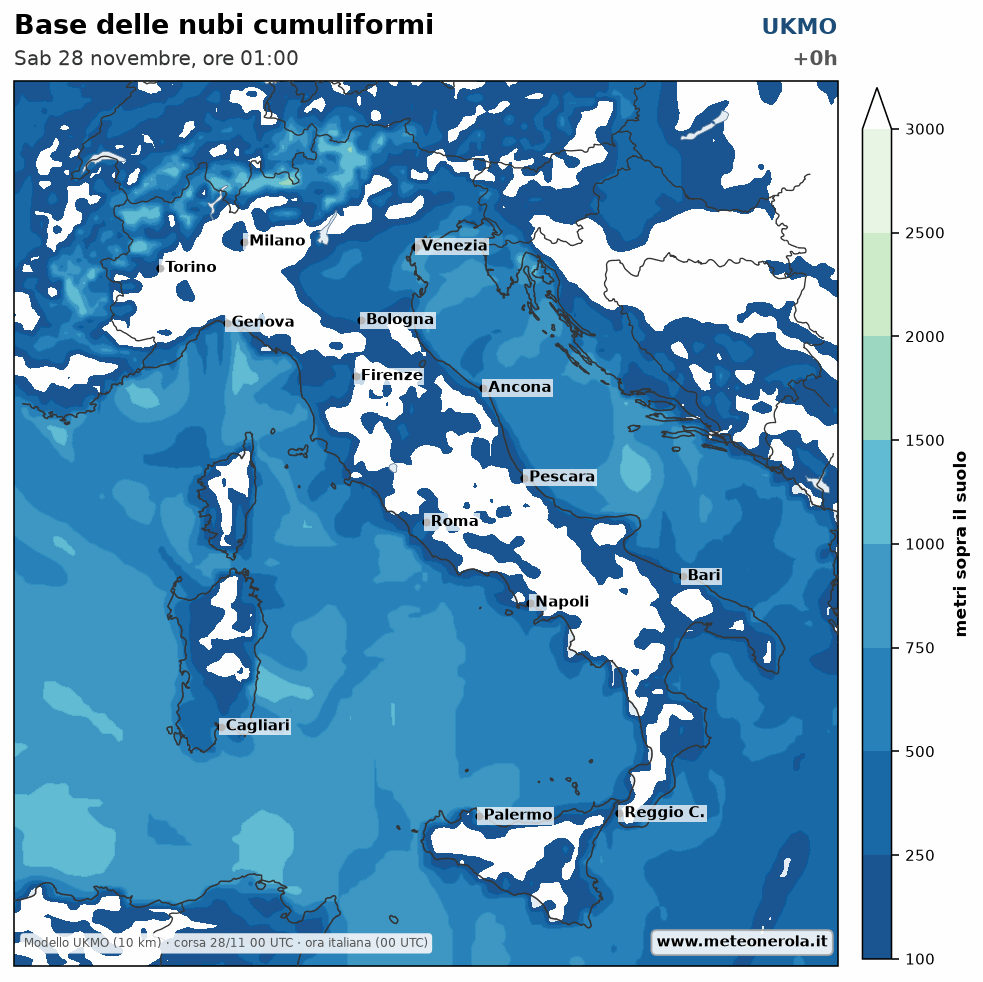 Base delle nubi cumuliformi
UKMO
Sab 28 novembre, ore 01:00
+0h
3000
2500
2000
1500
1000
750
500
250
100
metri sopra il suolo
Milano
Venezia
Torino
Genova
Bologna
Firenze
Ancona
Pescara
Roma
Bari
Napoli
Cagliari
Palermo
Reggio C.
Modello UKMO (10 km) · corsa 28/11 00 UTC · ora italiana (00 UTC)
www.meteonerola.it